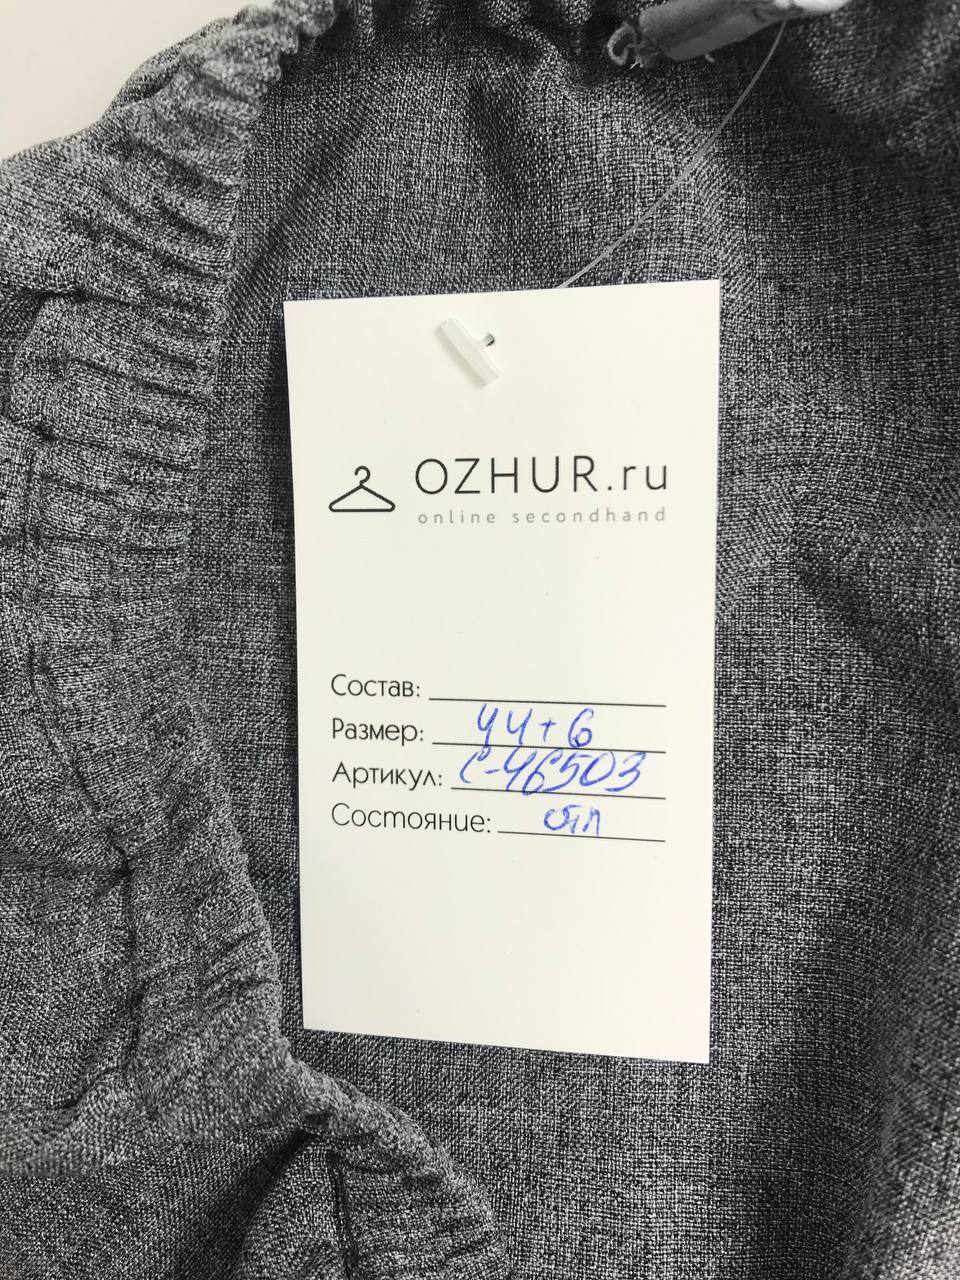 OZHUR.ru
online secondhand
Состав:
Размер: 44+6
Артикул: С-46503
Состояние: отл